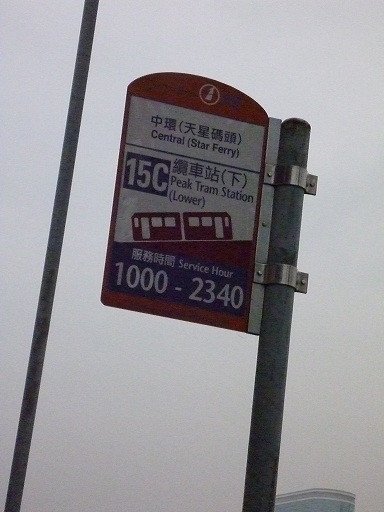 中環(天星碼頭)
Central (Star Ferry)
15C
纜車站(下)
Peak Tram Station
(Lower)
服務時間 Service Hour
1000 - 2340